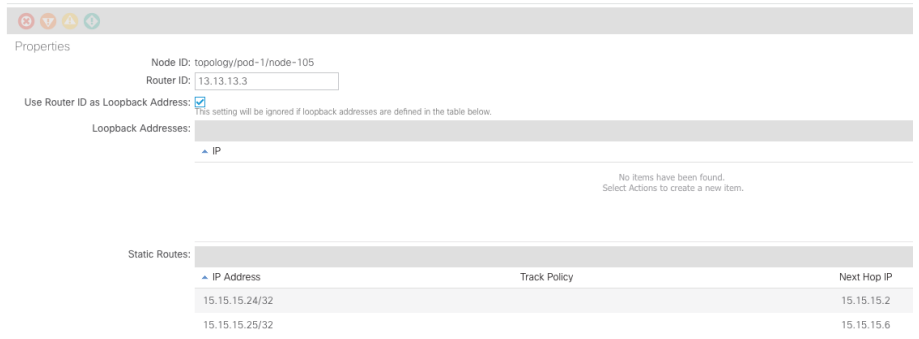 Properties
Node ID: topology/pod-1/node-105
Router ID: 13.13.13.3
Use Router ID as Loopback Address:
This setting will be ignored if loopback addresses are defined in the table below.
Loopback Addresses:
IP
No items have been found.
Select Actions to create a new item.
Static Routes:
IP Address Track Policy Next Hop IP
15.15.15.24/32 15.15.15.2
15.15.15.25/32 15.15.15.6